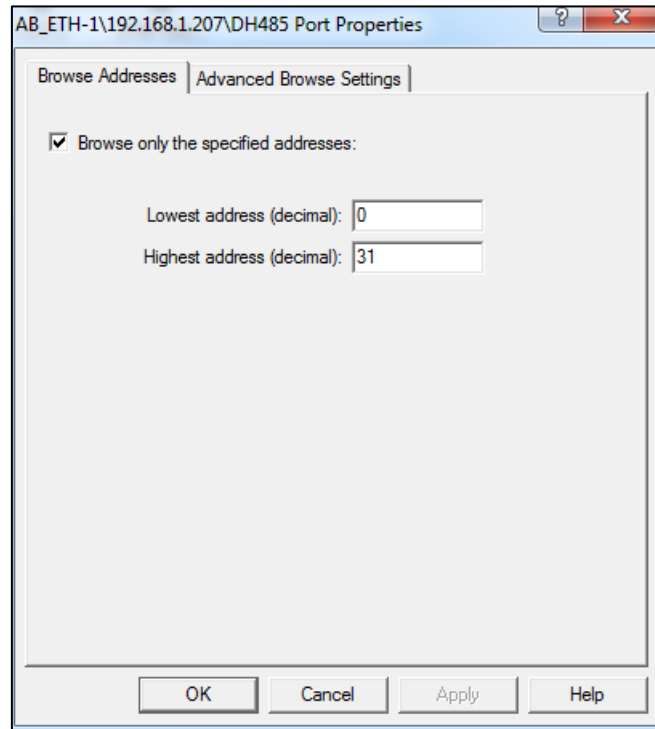 AB_ETH-1\192.168.1.207\DH485 Port Properties
Browse Addresses Advanced Browse Settings
Browse only the specified addresses:
Lowest address (decimal): 0
Highest address (decimal): 31
OK Cancel Apply Help